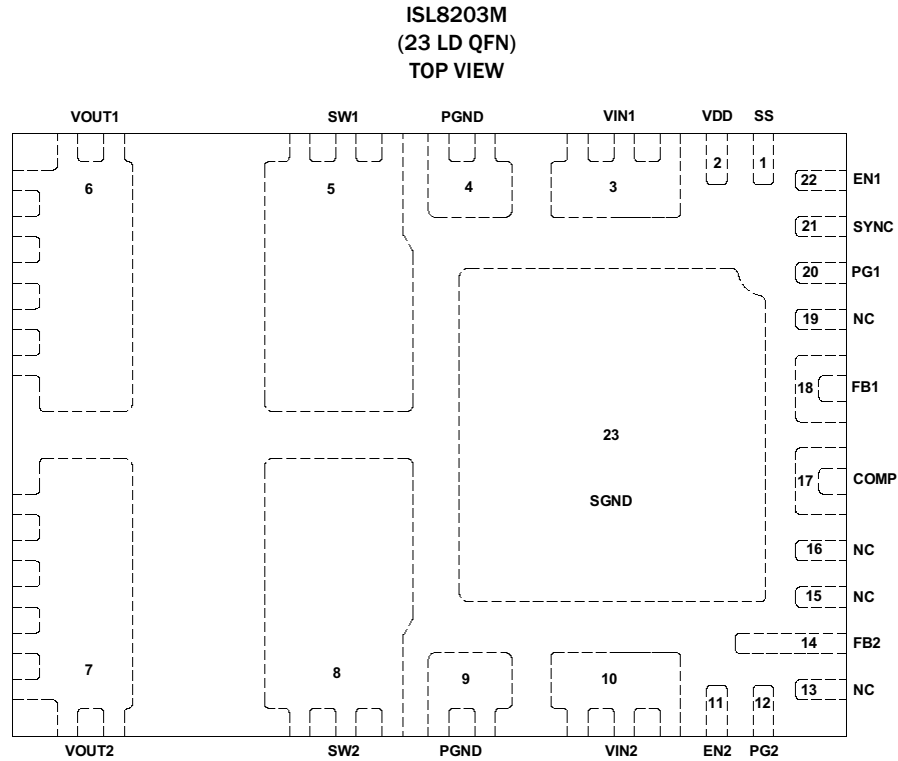 ISL8203M
(23 LD QFN)
TOP VIEW
VOUT1 SW1 PGND VIN1 VDD SS
6 5 4 3 2 1
22 EN1
21 SYNC
20 PG1
19 NC
18 FB1
23
SGND
17 COMP
16 NC
15 NC
14 FB2
13 NC
7 8 9 10 11 12
VOUT2 SW2 PGND VIN2 EN2 PG2